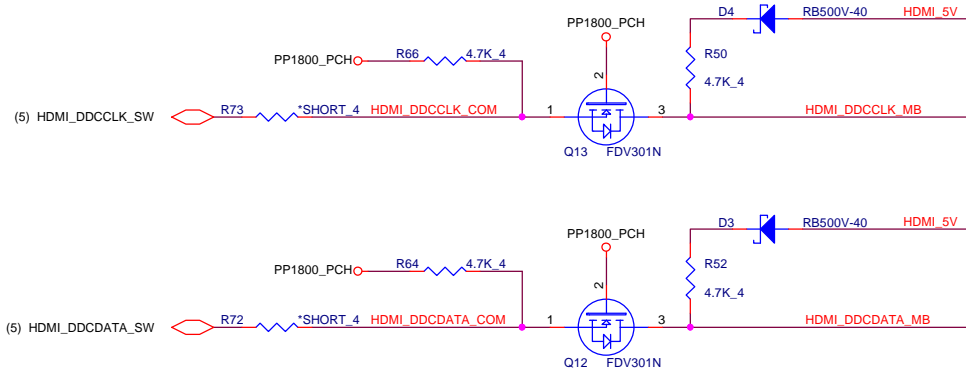 D4 RB500V-40 HDMI_5V
PP1800_PCH
PP1800_PCH R66 4.7K_4
R50
2
4.7K_4
(5) HDMI_DDCCLK_SW R73 *SHORT_4 HDMI_DDCCLK_COM 1 3 HDMI_DDCCLK_MB
Q13 FDV301N
D3 RB500V-40 HDMI_5V
PP1800_PCH
PP1800_PCH R64 4.7K_4
R52
2
4.7K_4
(5) HDMI_DDCDATA_SW R72 *SHORT_4 HDMI_DDCDATA_COM 1 3 HDMI_DDCDATA_MB
Q12 FDV301N